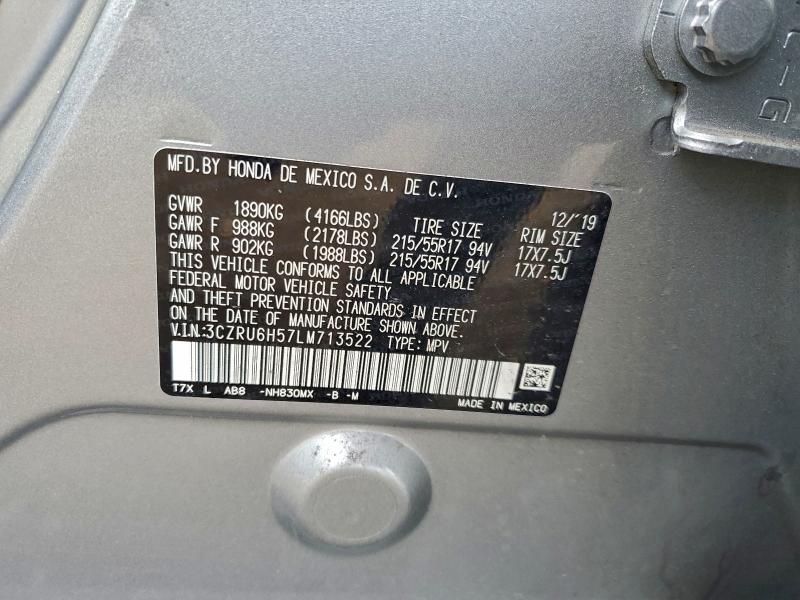 MFD.BY HONDA DE MEXICO S.A. DE C.V.
12/'19
GVWR 1890KG (4166LBS) TIRE SIZE RIM SIZE
GAWR F 988KG (2178LBS) 215/55R17 94V 17X7.5J
GAWR R 902KG (1988LBS) 215/55R17 94V 17X7.5J
THIS VEHICLE CONFORMS TO ALL APPLICABLE
FEDERAL MOTOR VEHICLE SAFETY
AND THEFT PREVENTION STANDARDS IN EFFECT
ON THE DATE OF MANUFACTURE SHOWN ABOVE.
V.I.N:3CZRU6H57LM713522 TYPE: MPV
T7X L AB8 -NH830MX -B -M
MADE IN MEXICO